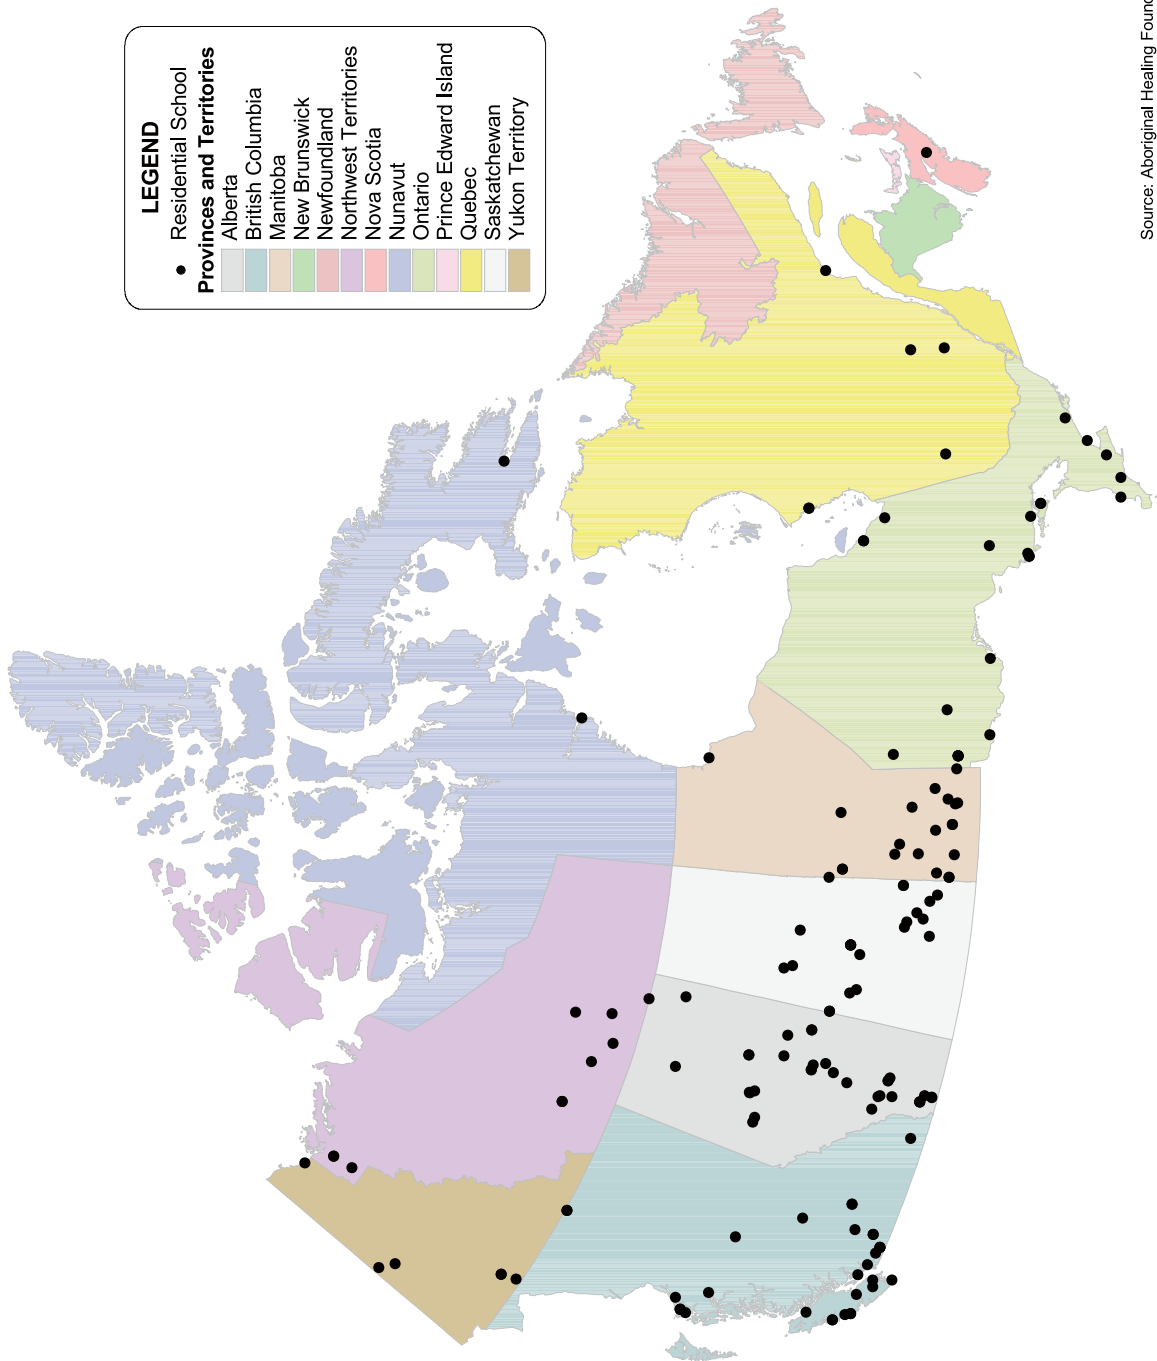 LEGEND
Residential School
Provinces and Territories
Alberta
British Columbia
Manitoba
New Brunswick
Newfoundland
Northwest Territories
Nova Scotia
Nunavut
Ontario
Prince Edward Island
Quebec
Saskatchewan
Yukon Territory
Source: Aboriginal Healing Found